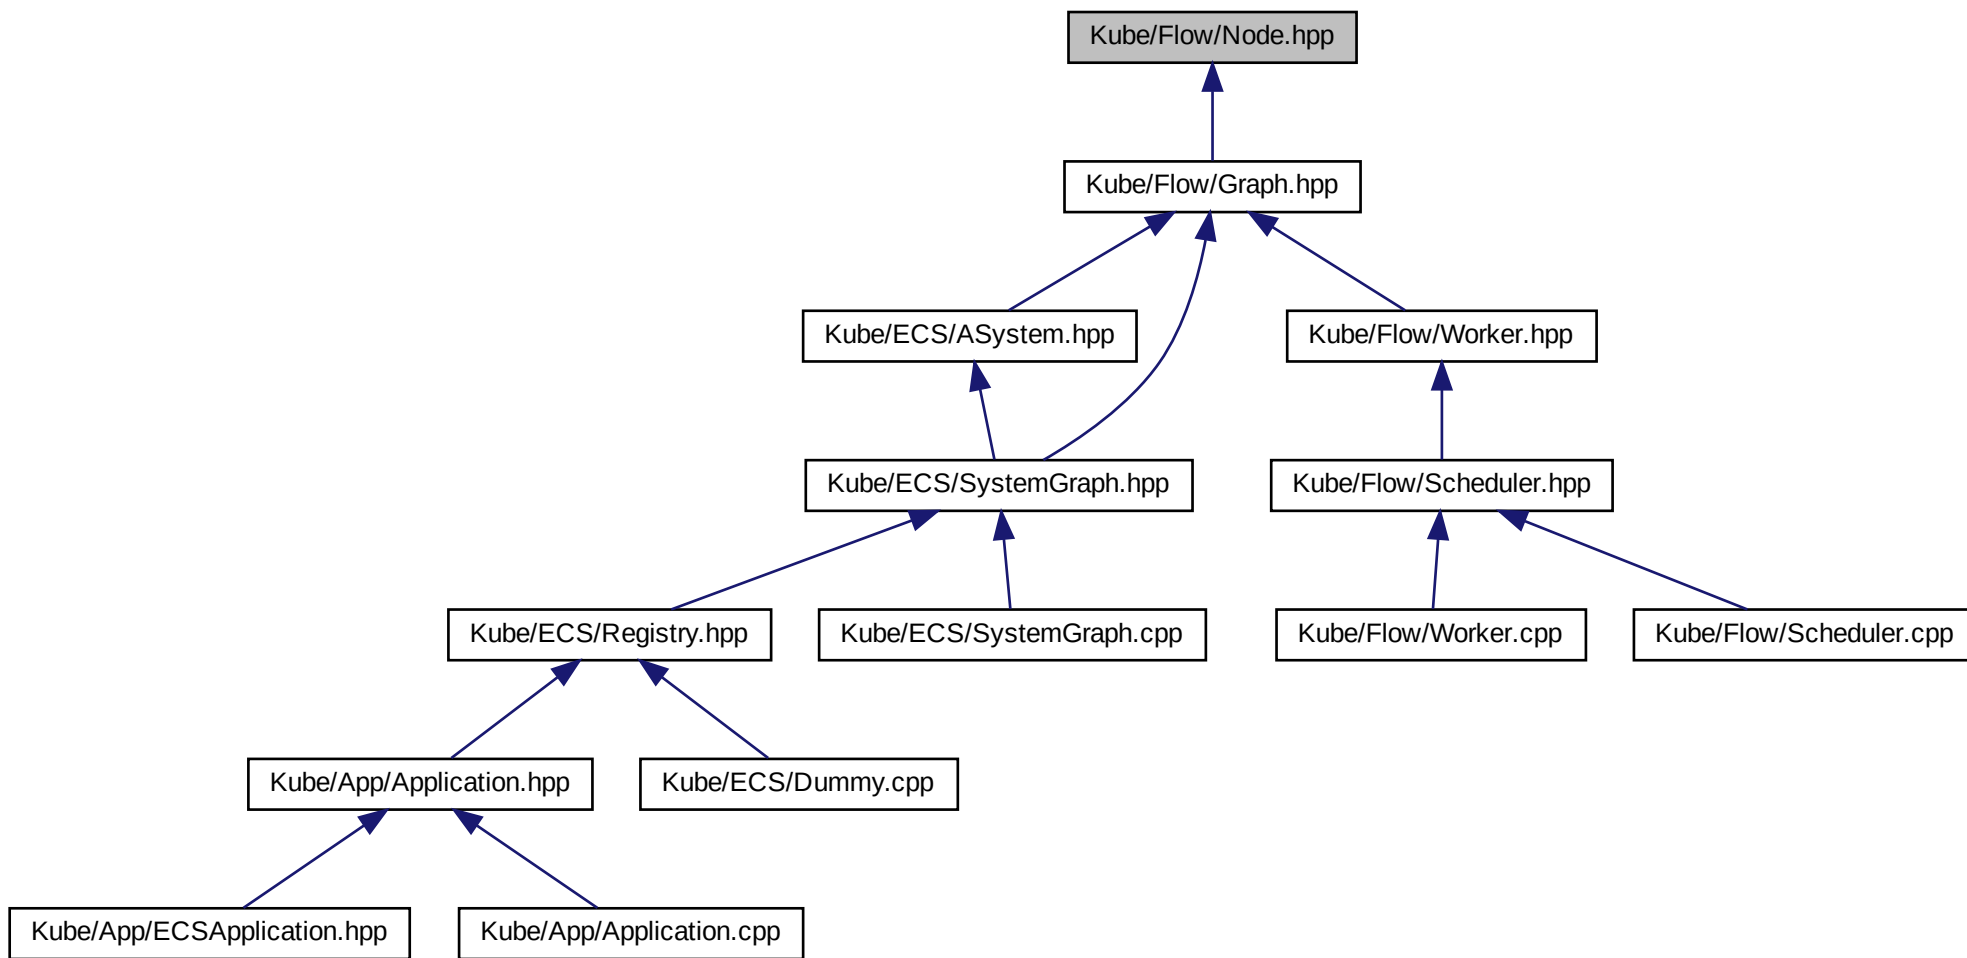 Kube/Flow/Node.hpp
Kube/Flow/Graph.hpp
Kube/ECS/ASystem.hpp
Kube/Flow/Worker.hpp
Kube/ECS/SystemGraph.hpp
Kube/Flow/Scheduler.hpp
Kube/ECS/Registry.hpp
Kube/ECS/SystemGraph.cpp
Kube/Flow/Worker.cpp
Kube/Flow/Scheduler.cpp
Kube/App/Application.hpp
Kube/ECS/Dummy.cpp
Kube/App/ECSApplication.hpp
Kube/App/Application.cpp